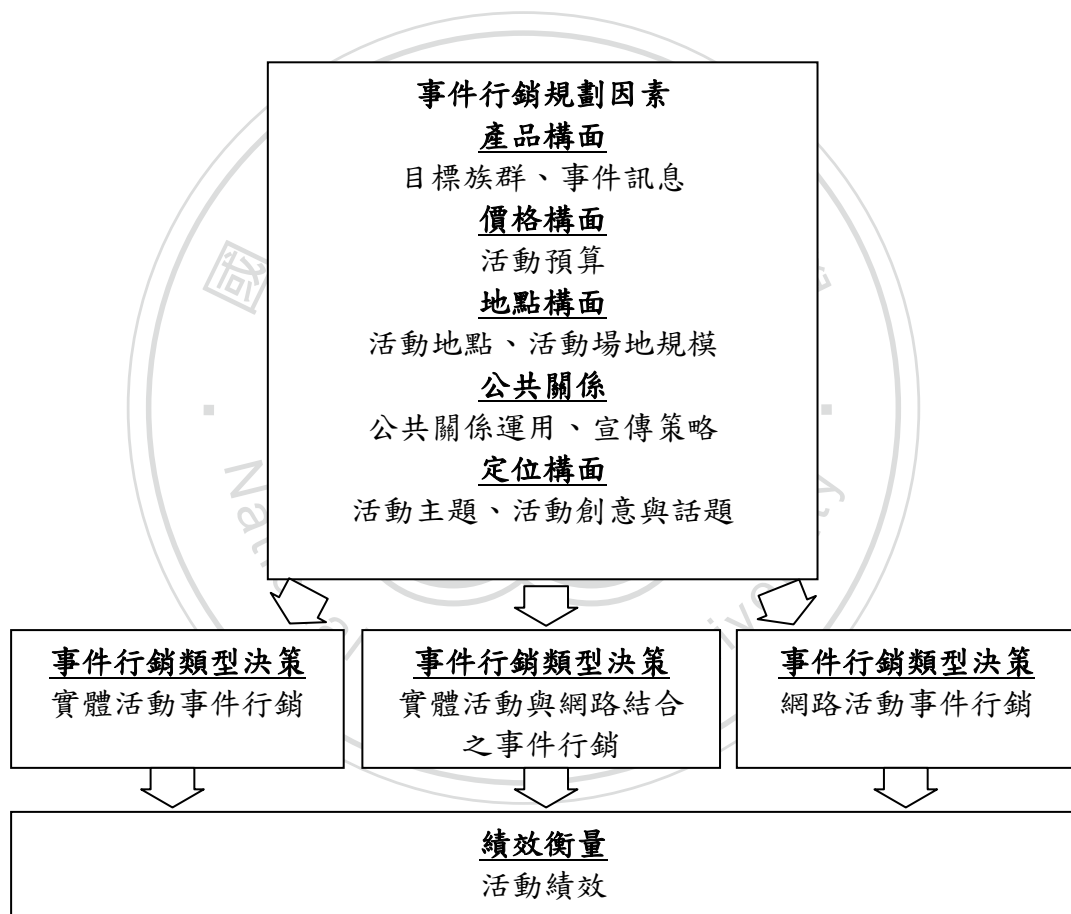 事件行銷規劃因素
產品構面
目標族群、事件訊息
價格構面
活動預算
地點構面
活動地點、活動場地規模
公共關係
公共關係運用、宣傳策略
定位構面
活動主題、活動創意與話題
事件行銷類型決策
實體活動事件行銷
事件行銷類型決策
實體活動與網路結合
之事件行銷
事件行銷類型決策
網路活動事件行銷
績效衡量
活動績效